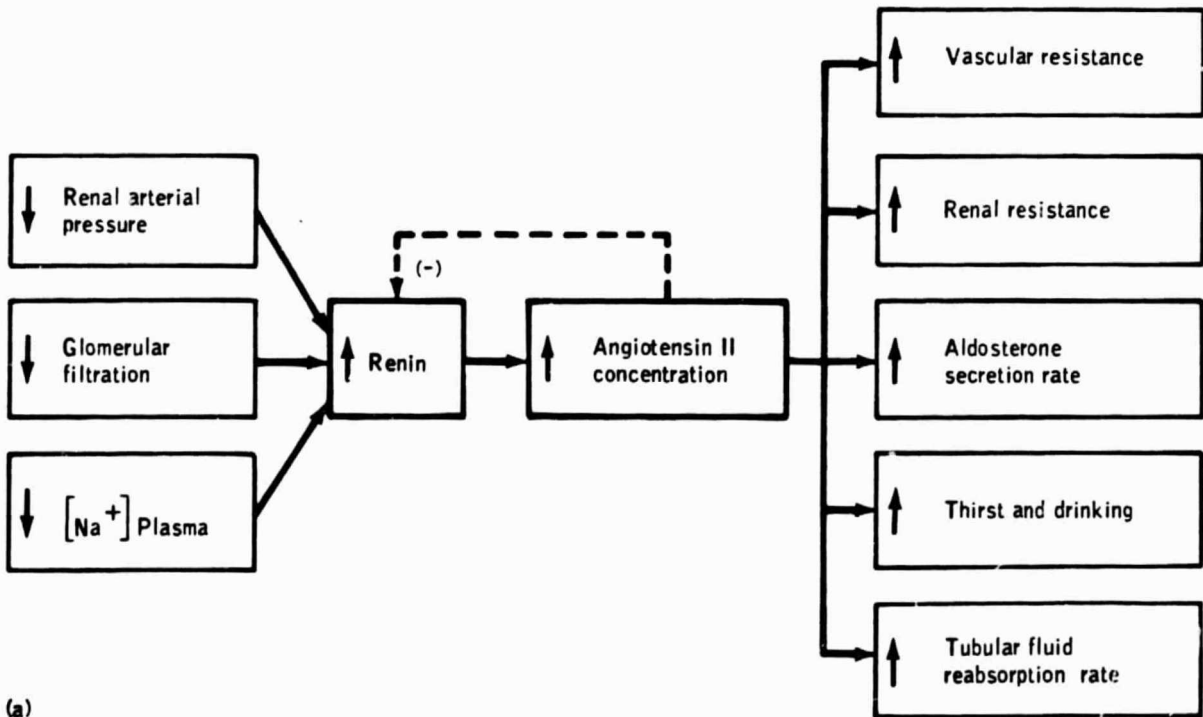 Renal arterial
pressure
Glomerular
filtration
[Na+] Plasma
(-)
Renin
Angiotensin II
concentration
Vascular resistance
Renal resistance
Aldosterone
secretion rate
Thirst and drinking
Tubular fluid
reabsorption rate
(a)